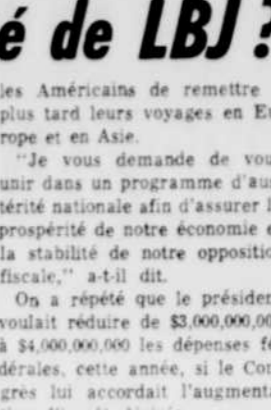 é de LBJ?
les Américains de remettre
plus tard leurs voyages en Eu
rope et en Asie.
"Je vous demande de vou
unir dans un programme d'aus
térité nationale afin d'assurer l
prospérité de notre économie e
la stabilité de notre oppositio
fiscale," a-t-il dit.
On a répété que le présiden
voulait réduire de $3,000,000,00
à $4,000,000,000 les dépenses fé
dérales, cette année, si le Con
grès lui accordait l'augment